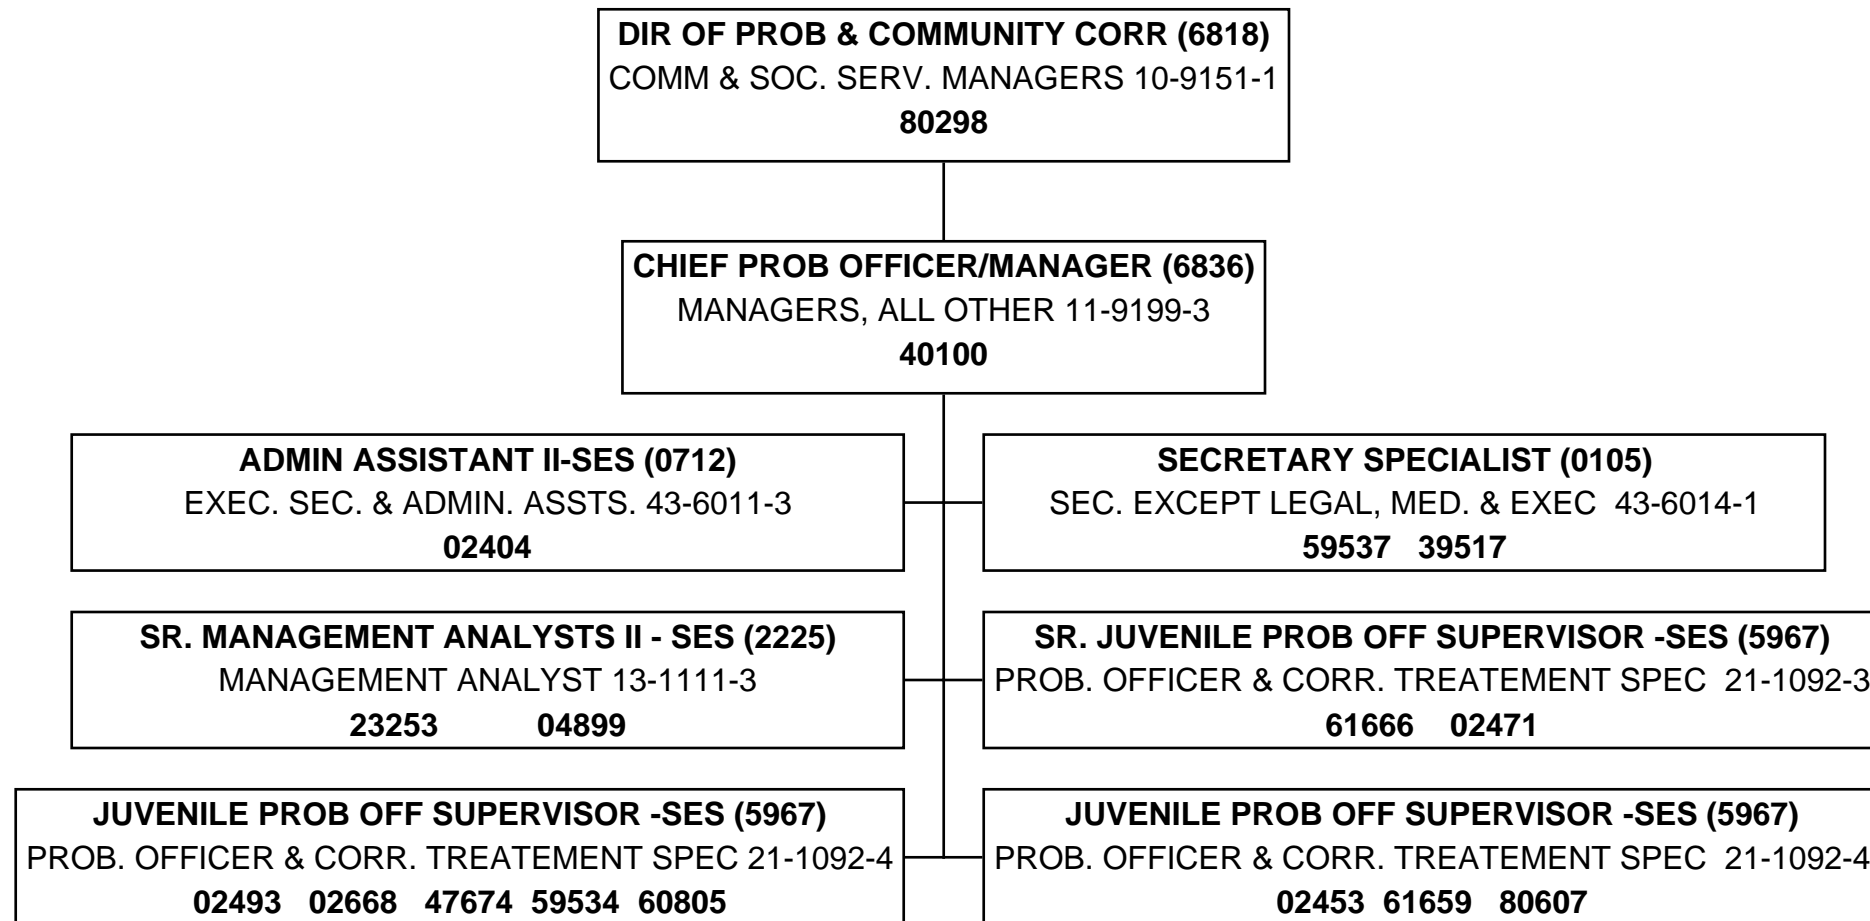 DIR OF PROB & COMMUNITY CORR (6818)
COMM & SOC. SERV. MANAGERS 10-9151-1
80298
CHIEF PROB OFFICER/MANAGER (6836)
MANAGERS, ALL OTHER 11-9199-3
40100
ADMIN ASSISTANT II-SES (0712)
EXEC. SEC. & ADMIN. ASSTS. 43-6011-3
02404
SECRETARY SPECIALIST (0105)
SEC. EXCEPT LEGAL, MED. & EXEC 43-6014-1
59537 39517
SR. MANAGEMENT ANALYSTS II - SES (2225)
MANAGEMENT ANALYST 13-1111-3
23253 04899
SR. JUVENILE PROB OFF SUPERVISOR -SES (5967)
PROB. OFFICER & CORR. TREATEMENT SPEC 21-1092-3
61666 02471
JUVENILE PROB OFF SUPERVISOR -SES (5967)
PROB. OFFICER & CORR. TREATEMENT SPEC 21-1092-4
02493 02668 47674 59534 60805
JUVENILE PROB OFF SUPERVISOR -SES (5967)
PROB. OFFICER & CORR. TREATEMENT SPEC 21-1092-4
02453 61659 80607